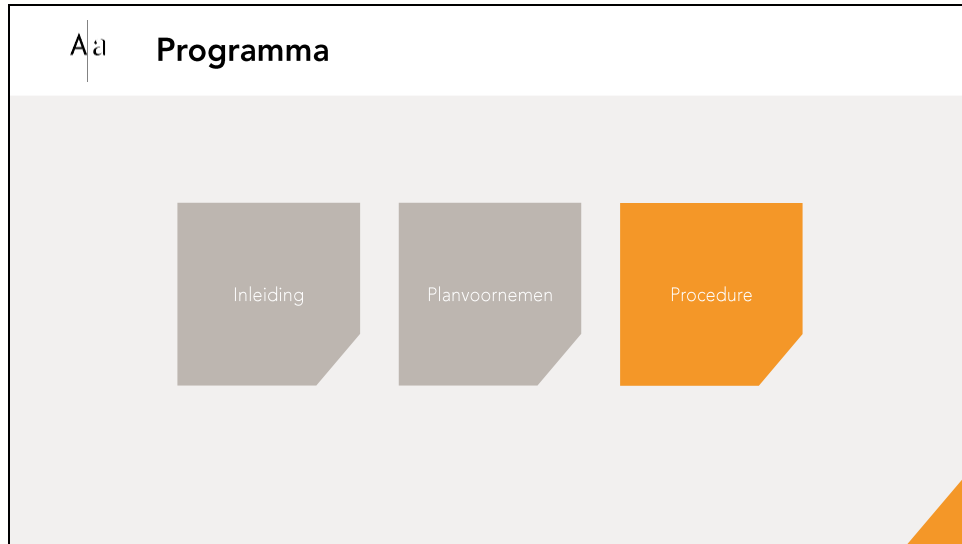 Aa
Programma
Inleiding
Planvoornemen
Procedure